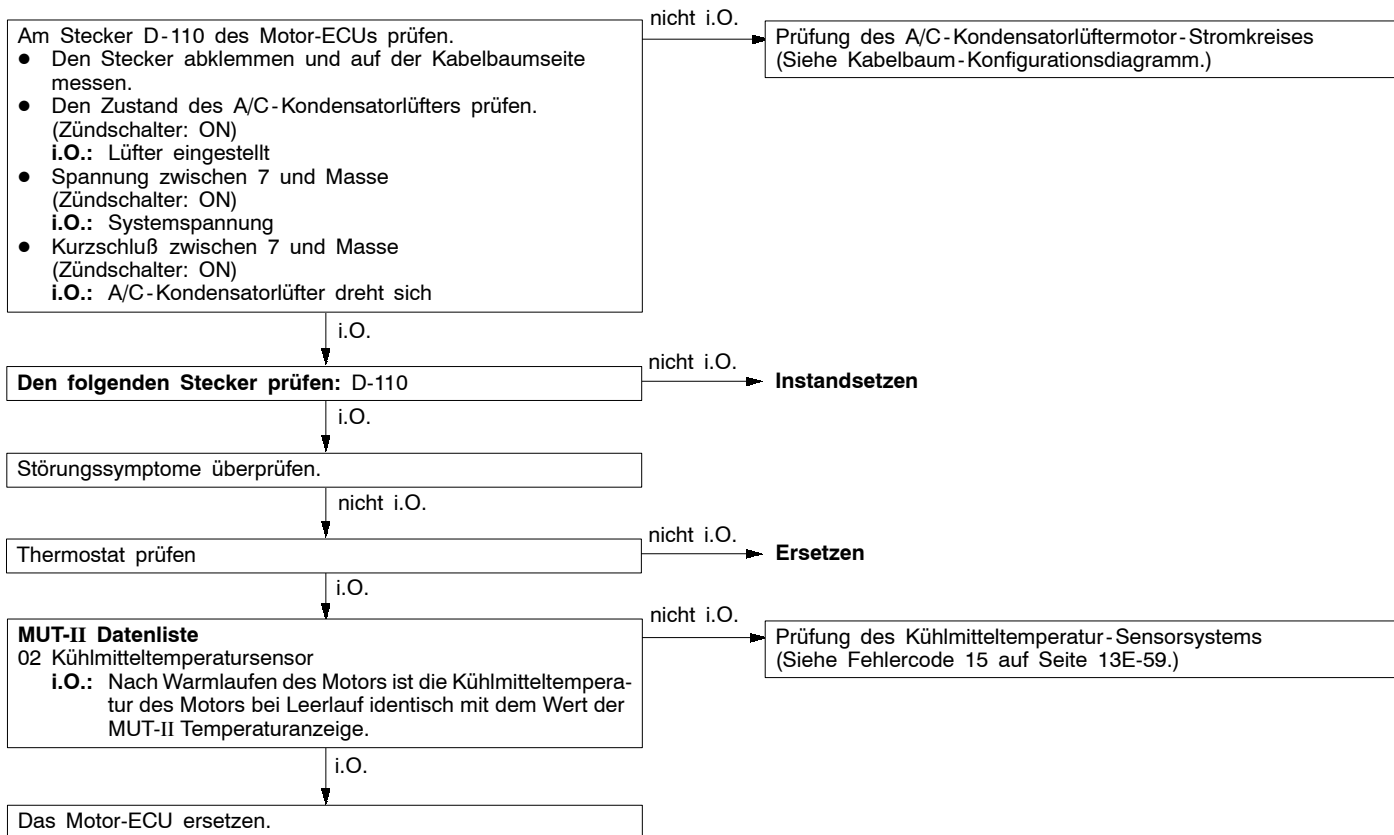 Am Stecker D-110 des Motor-ECUs prüfen.
● Den Stecker abklemmen und auf der Kabelbaumseite
messen.
● Den Zustand des A/C-Kondensatorlüfters prüfen.
(Zündschalter: ON)
i.O.: Lüfter eingestellt
● Spannung zwischen 7 und Masse
(Zündschalter: ON)
i.O.: Systemspannung
● Kurzschluß zwischen 7 und Masse
(Zündschalter: ON)
i.O.: A/C-Kondensatorlüfter dreht sich
nicht i.O.
Prüfung des A/C-Kondensatorlüftermotor-Stromkreises
(Siehe Kabelbaum-Konfigurationsdiagramm.)
i.O.
Den folgenden Stecker prüfen: D-110
nicht i.O.
Instandsetzen
i.O.
Störungssymptome überprüfen.
nicht i.O.
Thermostat prüfen
nicht i.O.
Ersetzen
i.O.
MUT-II Datenliste
02 Kühlmitteltemperatursensor
i.O.: Nach Warmlaufen des Motors ist die Kühlmitteltempera-
tur des Motors bei Leerlauf identisch mit dem Wert der
MUT-II Temperaturanzeige.
nicht i.O.
Prüfung des Kühlmitteltemperatur-Sensorsystems
(Siehe Fehlercode 15 auf Seite 13E-59.)
i.O.
Das Motor-ECU ersetzen.